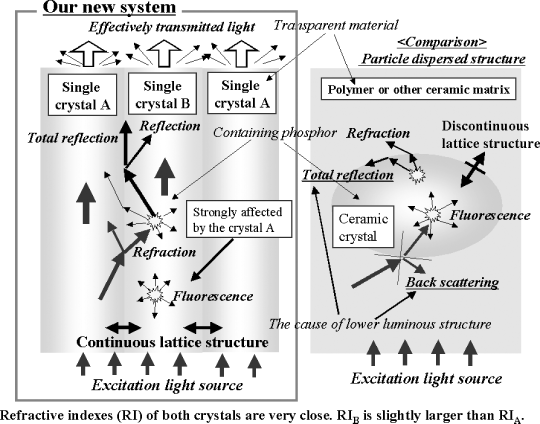 Our new system
Effectively transmitted light
Transparent material
<Comparison>
Particle dispersed structure
Single
crystal A
Single
crystal B
Single
crystal A
Polymer or other ceramic matrix
Total reflection
Reflection
Containing phosphor
Refraction
Discontinuous
lattice structure
Total reflection
Strongly affected
by the crystal A
Ceramic
crystal
Fluorescence
Refraction
Fluorescence
Back scattering
The cause of lower luminous structure
Continuous lattice structure
Excitation light source
Excitation light source
Refractive indexes (RI) of both crystals are very close. RIB is slightly larger than RIA.